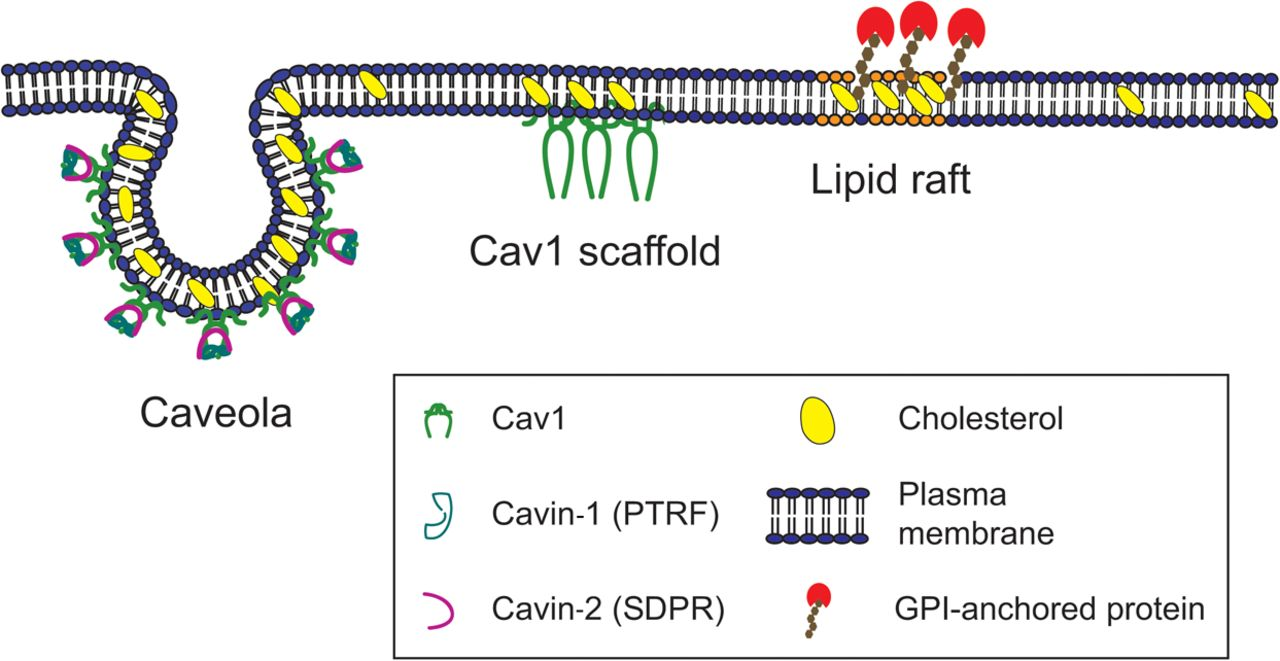 Lipid raft
Cav1 scaffold
Caveola
Cav1
Cholesterol
Cavin-1 (PTRF)
Plasma
membrane
Cavin-2 (SDPR)
GPI-anchored protein